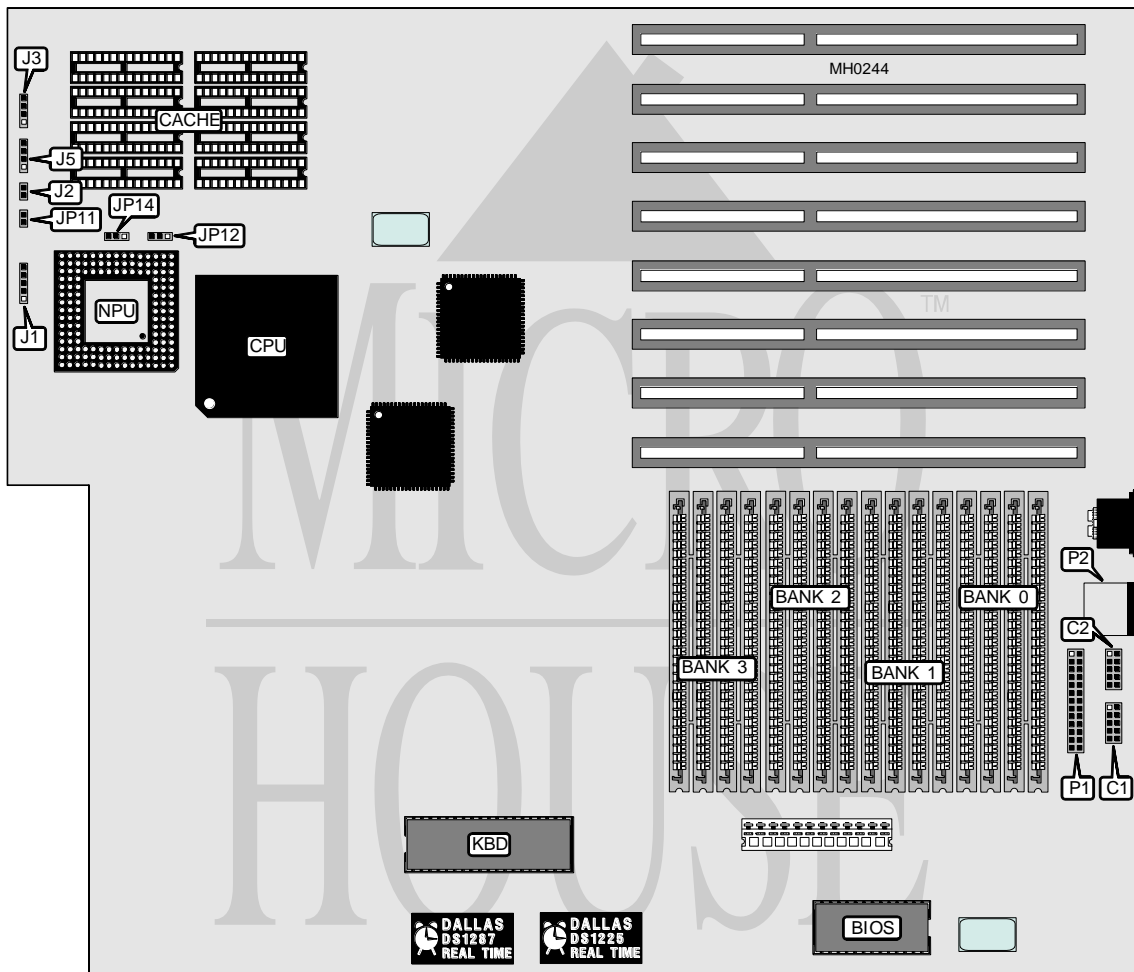 J3
MH0244
CACHE
J5
J2
JP14
JP11
JP12
NPU
TM
J1
CPU
MICRO
P2
BANK 2
BANK 0
C2
BANK 3
BANK 1
HOUSE
P1
C1
KBD
DALLAS
DS1287
REAL TIME
DALLAS
DS1225
REAL TIME
BIOS